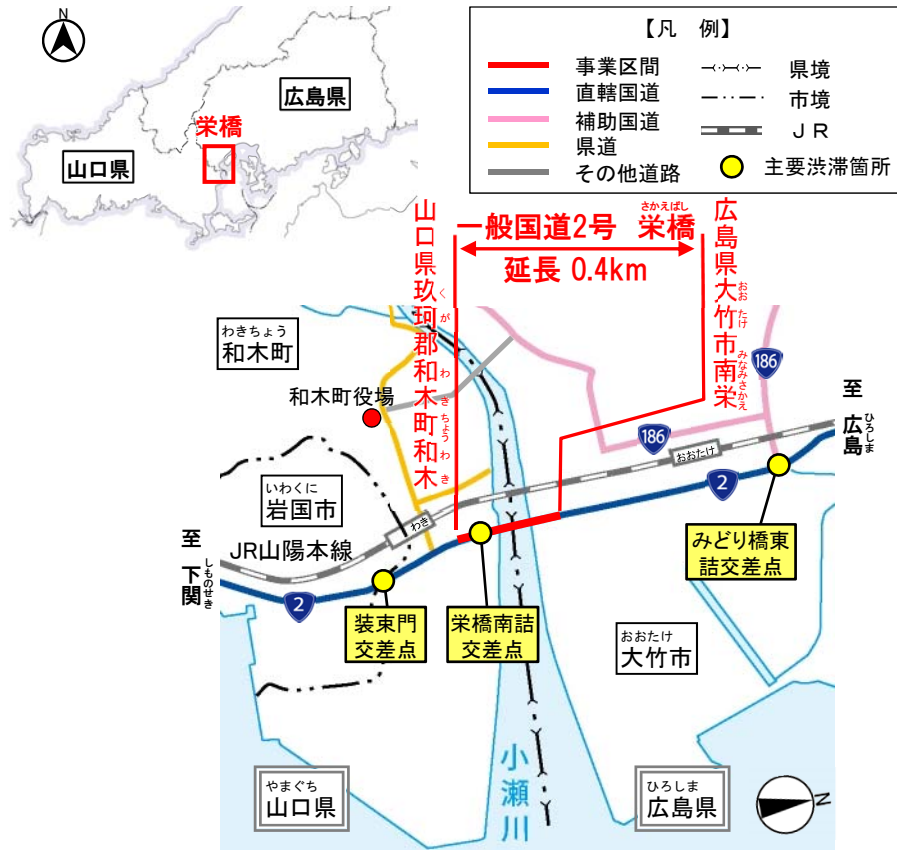 N
広島県
栄橋
山口県
【凡 例】
事業区間
直轄国道
補助国道
県道
その他道路
県境
市境
JR
主要渋滞箇所
さかえばし
一般国道2号 栄橋
延長 0.4km
山口県玖珂郡和木町和木
くが
わき
ちょう
わき
広島県大竹市南栄
おおたけ
みなみさかえ
わきちょう
和木町
和木町役場
186
186
至 広島
ひろしま
おおたけ
2
いわくに
岩国市
わき
JR山陽本線
至 下関
しものせき
2
みどり橋東
詰交差点
装束門
交差点
栄橋南詰
交差点
おおたけ
大竹市
小瀬川
やまぐち
山口県
ひろしま
広島県
N